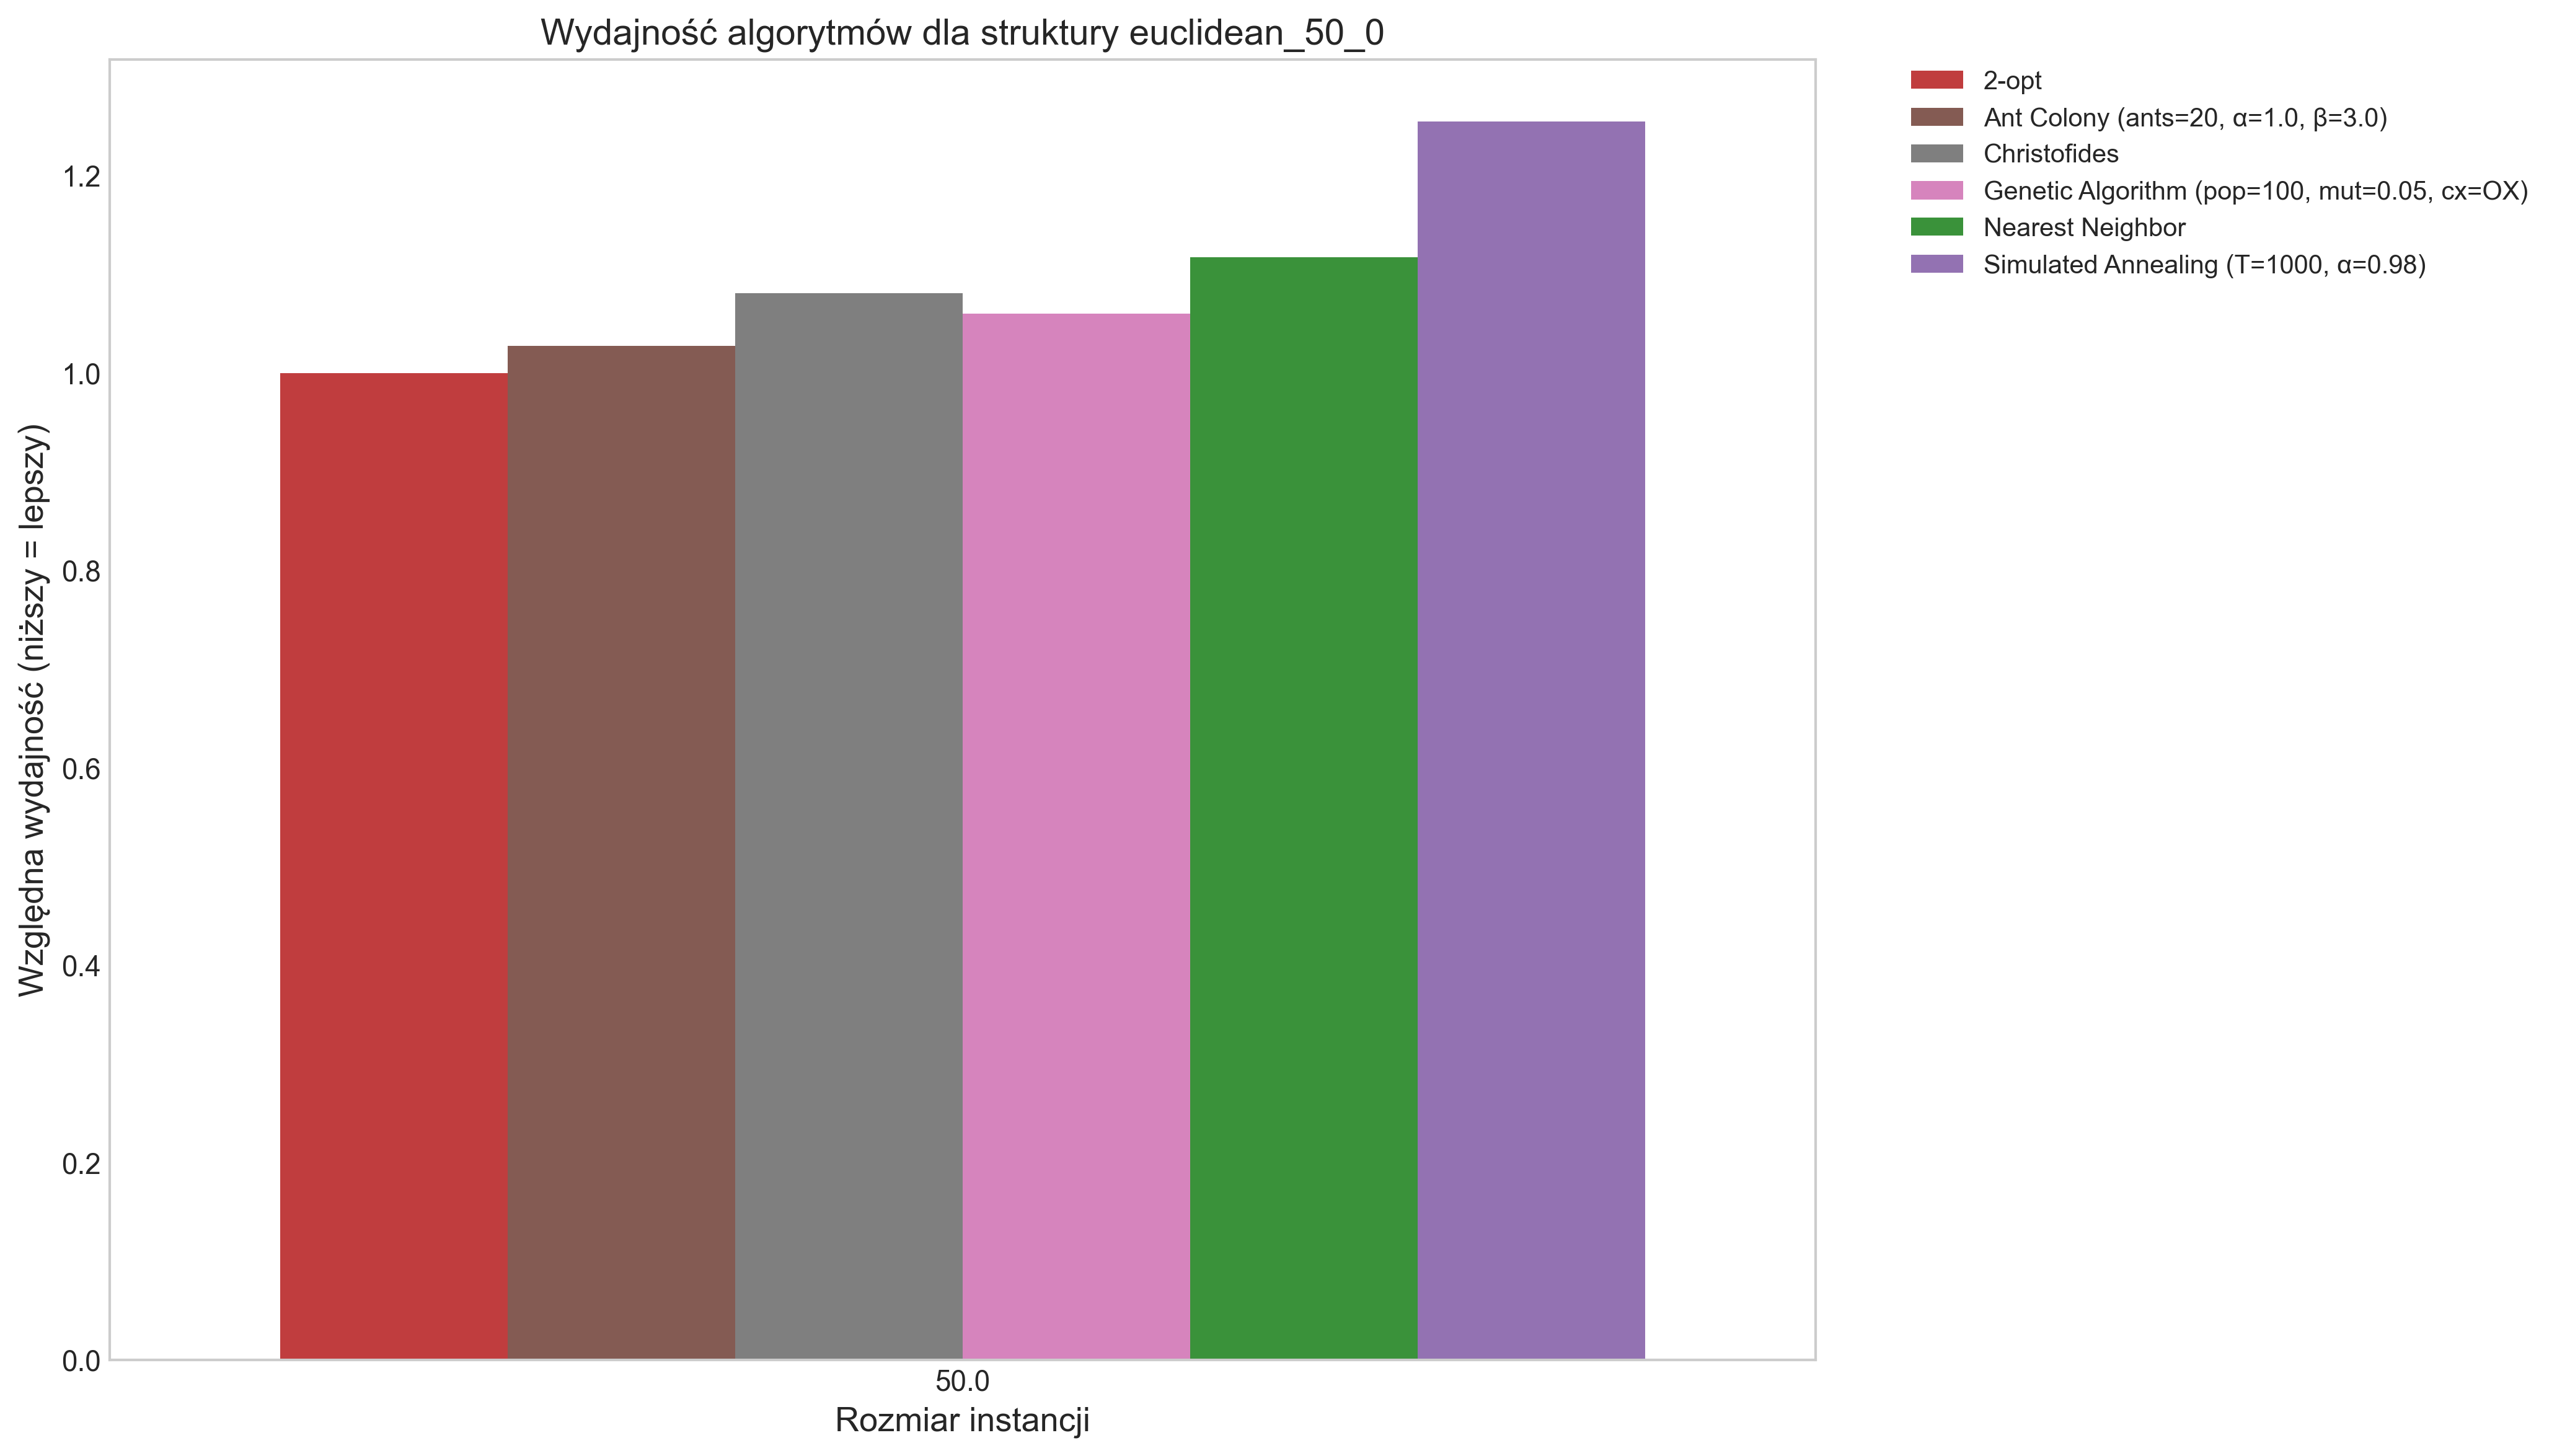 Wydajność algorytmów dla struktury euclidean_50_0
2-opt
Ant Colony (ants=20, α=1.0, β=3.0)
Christofides
Genetic Algorithm (pop=100, mut=0.05, cx=OX)
Nearest Neighbor
Simulated Annealing (T=1000, α=0.98)
Względna wydajność (niższy = lepszy)
1.2
1.0
0.8
0.6
0.4
0.2
0.0
50.0
Rozmiar instancji